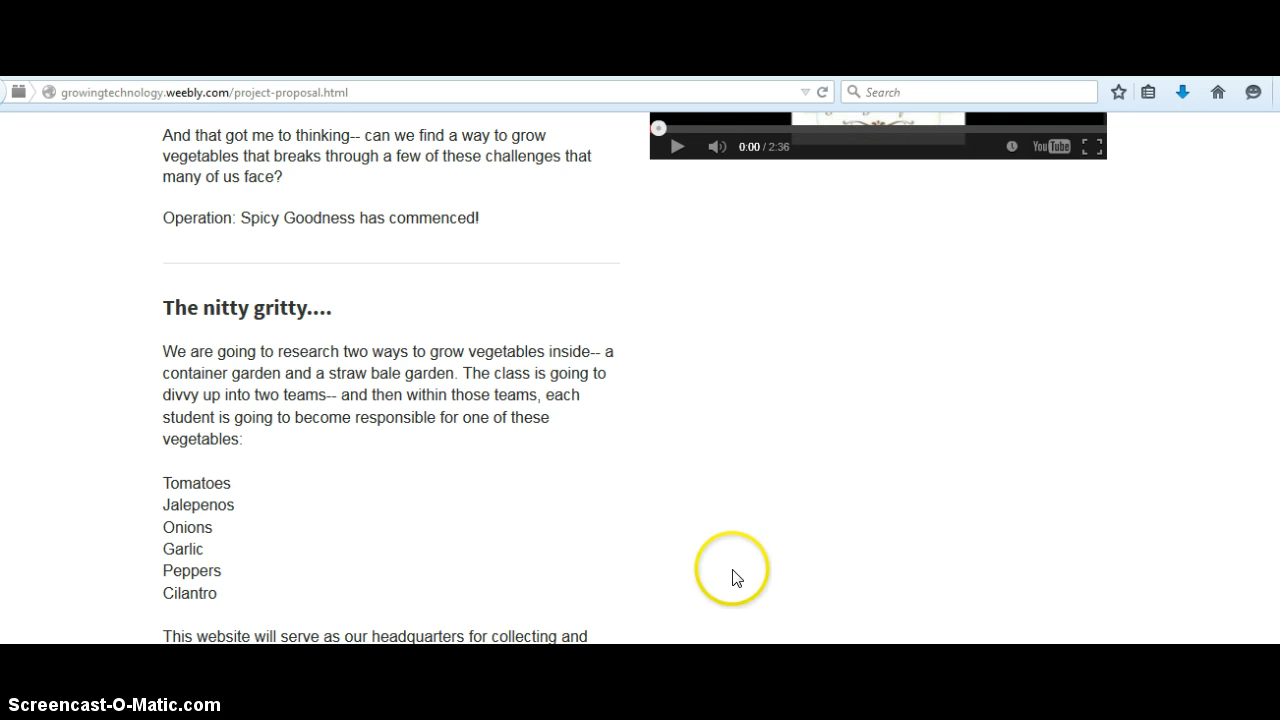 growingtechnology.weebly.com/project-proposal.html
Search
And that got me to thinking-- can we find a way to grow
vegetables that breaks through a few of these challenges that
many of us face?
0:00 / 2:36
YouTube
Operation: Spicy Goodness has commenced!
The nitty gritty....
We are going to research two ways to grow vegetables inside-- a
container garden and a straw bale garden. The class is going to
divvy up into two teams-- and then within those teams, each
student is going to become responsible for one of these
vegetables:
Tomatoes
Jalepenos
Onions
Garlic
Peppers
Cilantro
This website will serve as our headquarters for collecting and
Screencast-O-Matic.com